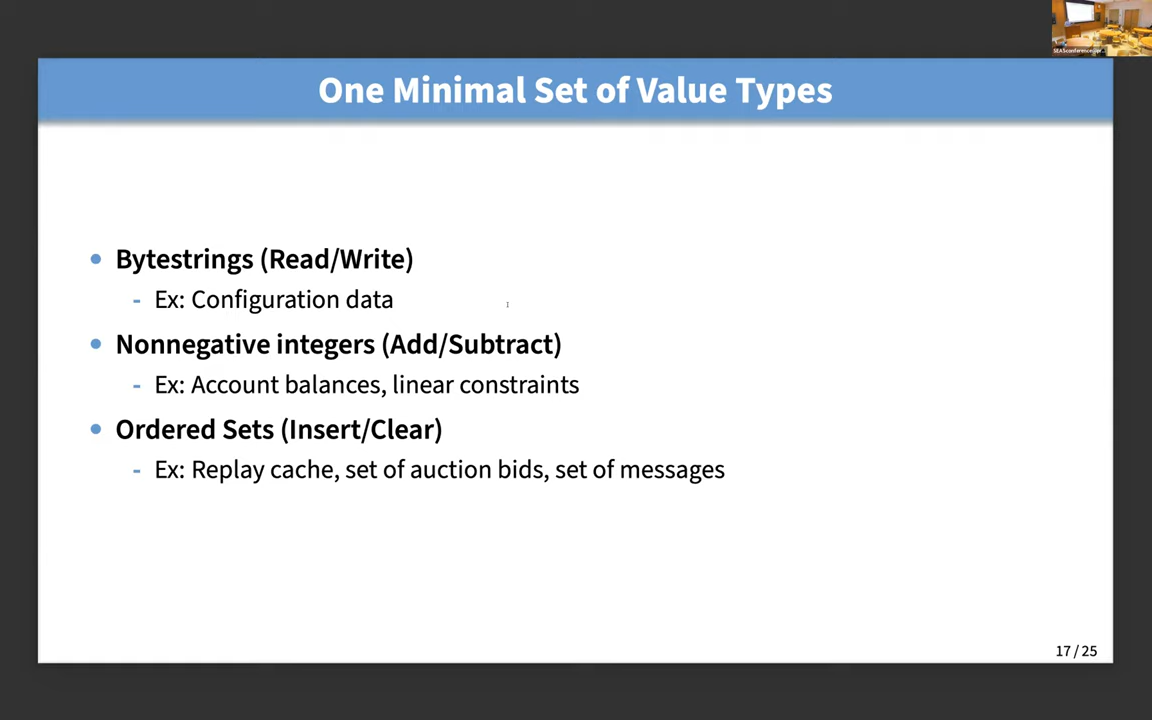 One Minimal Set of Value Types
• Bytestrings (Read/Write)
- Ex: Configuration data
• Nonnegative integers (Add/Subtract)
- Ex: Account balances, linear constraints
• Ordered Sets (Insert/Clear)
- Ex: Replay cache, set of auction bids, set of messages
17 / 25